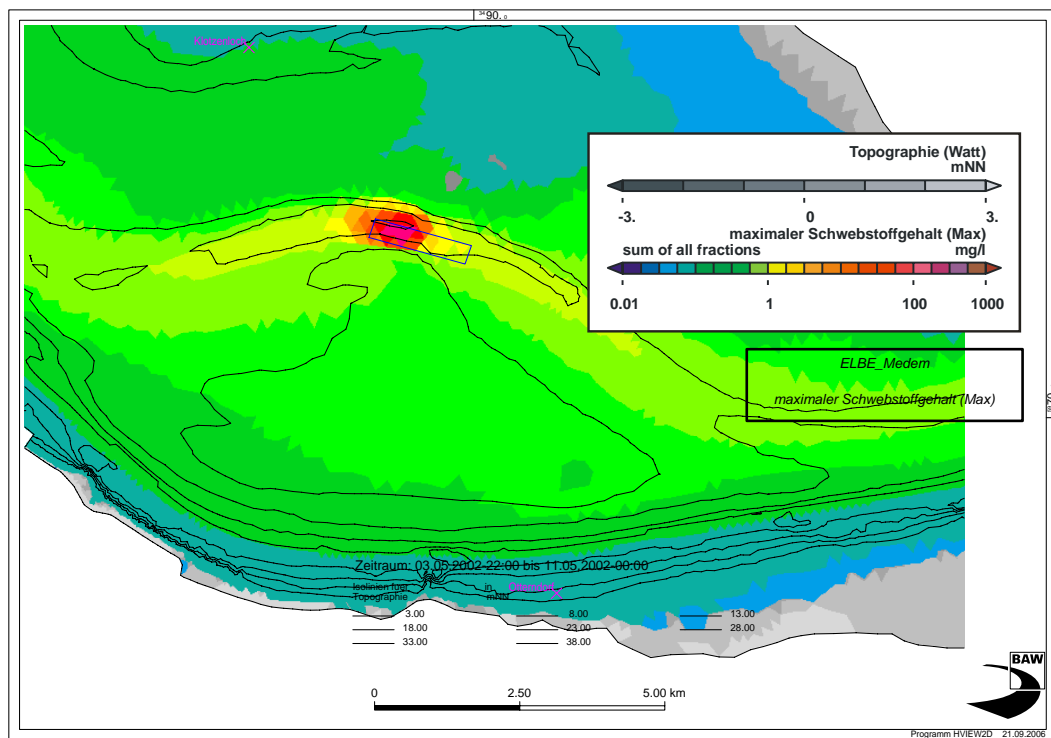 ³⁴90. 0
Klotzenloch
Topographie (Watt)
mNN
-3. 0 3.
maximaler Schwebstoffgehalt (Max)
sum of all fractions mg/l
0.01 1 100 1000
ELBE_Medem
maximaler Schwebstoffgehalt (Max)
Zeitraum: 03.05.2002-22:00 bis 11.05.2002-00:00
Isolinien fuer in
Topographie mNN
Otterndorf
3.00 8.00 13.00
18.00 23.00 28.00
33.00 38.00
0 2.50 5.00 km
BAW
Programm HVIEW2D 21.09.2006